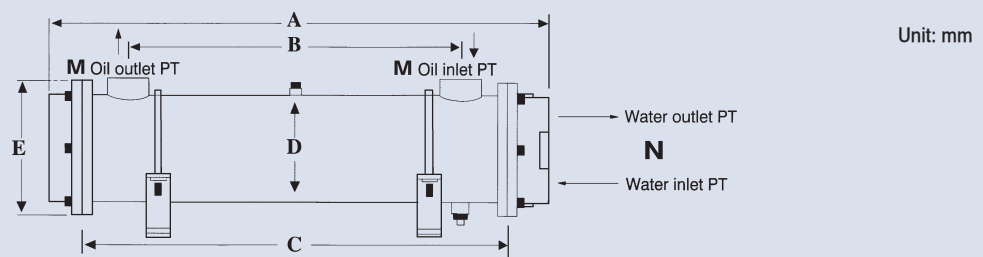 A
B
Unit: mm
M Oil outlet PT
M Oil inlet PT
Water outlet PT
E
D
N
Water inlet PT
C